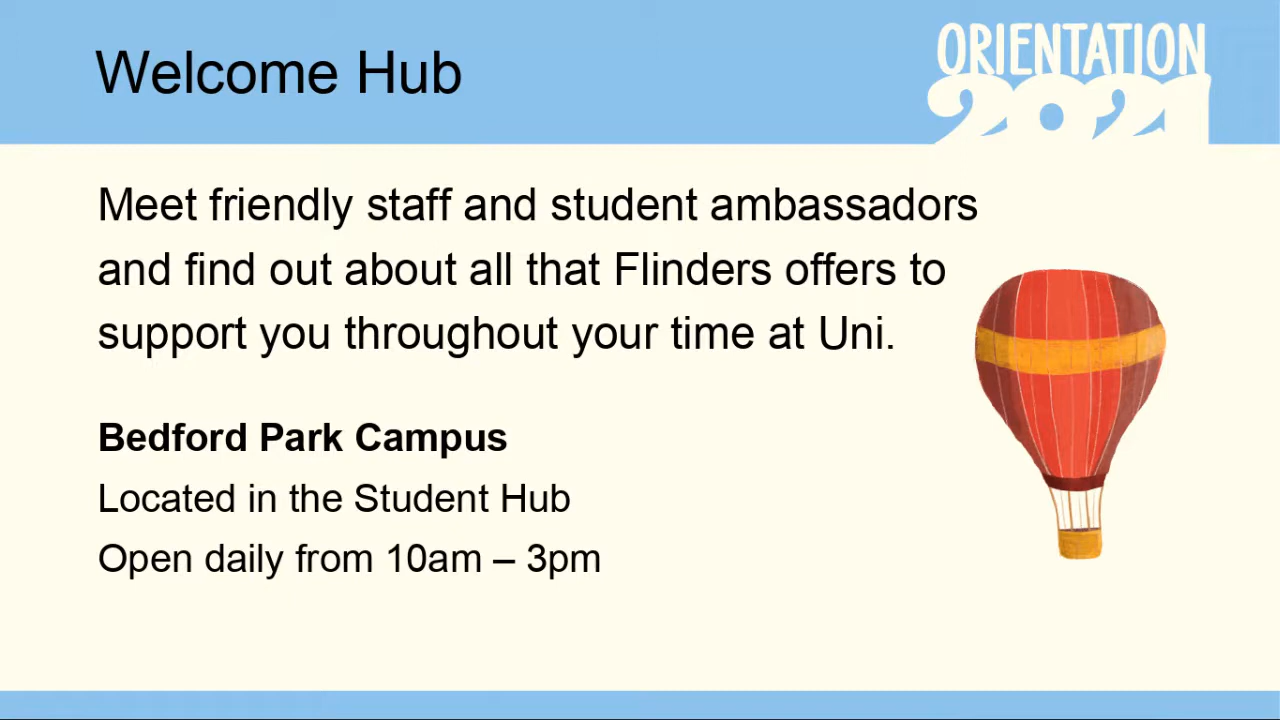 Welcome Hub
ORIENTATION
2021
Meet friendly staff and student ambassadors
and find out about all that Flinders offers to
support you throughout your time at Uni.
Bedford Park Campus
Located in the Student Hub
Open daily from 10am – 3pm